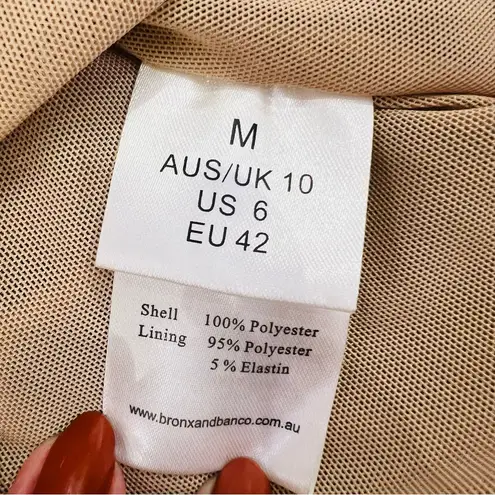 M
AUS/UK 10
US 6
EU 42
Shell 100% Polyester
Lining 95% Polyester
5 % Elastin
www.bronxandbanco.com.au